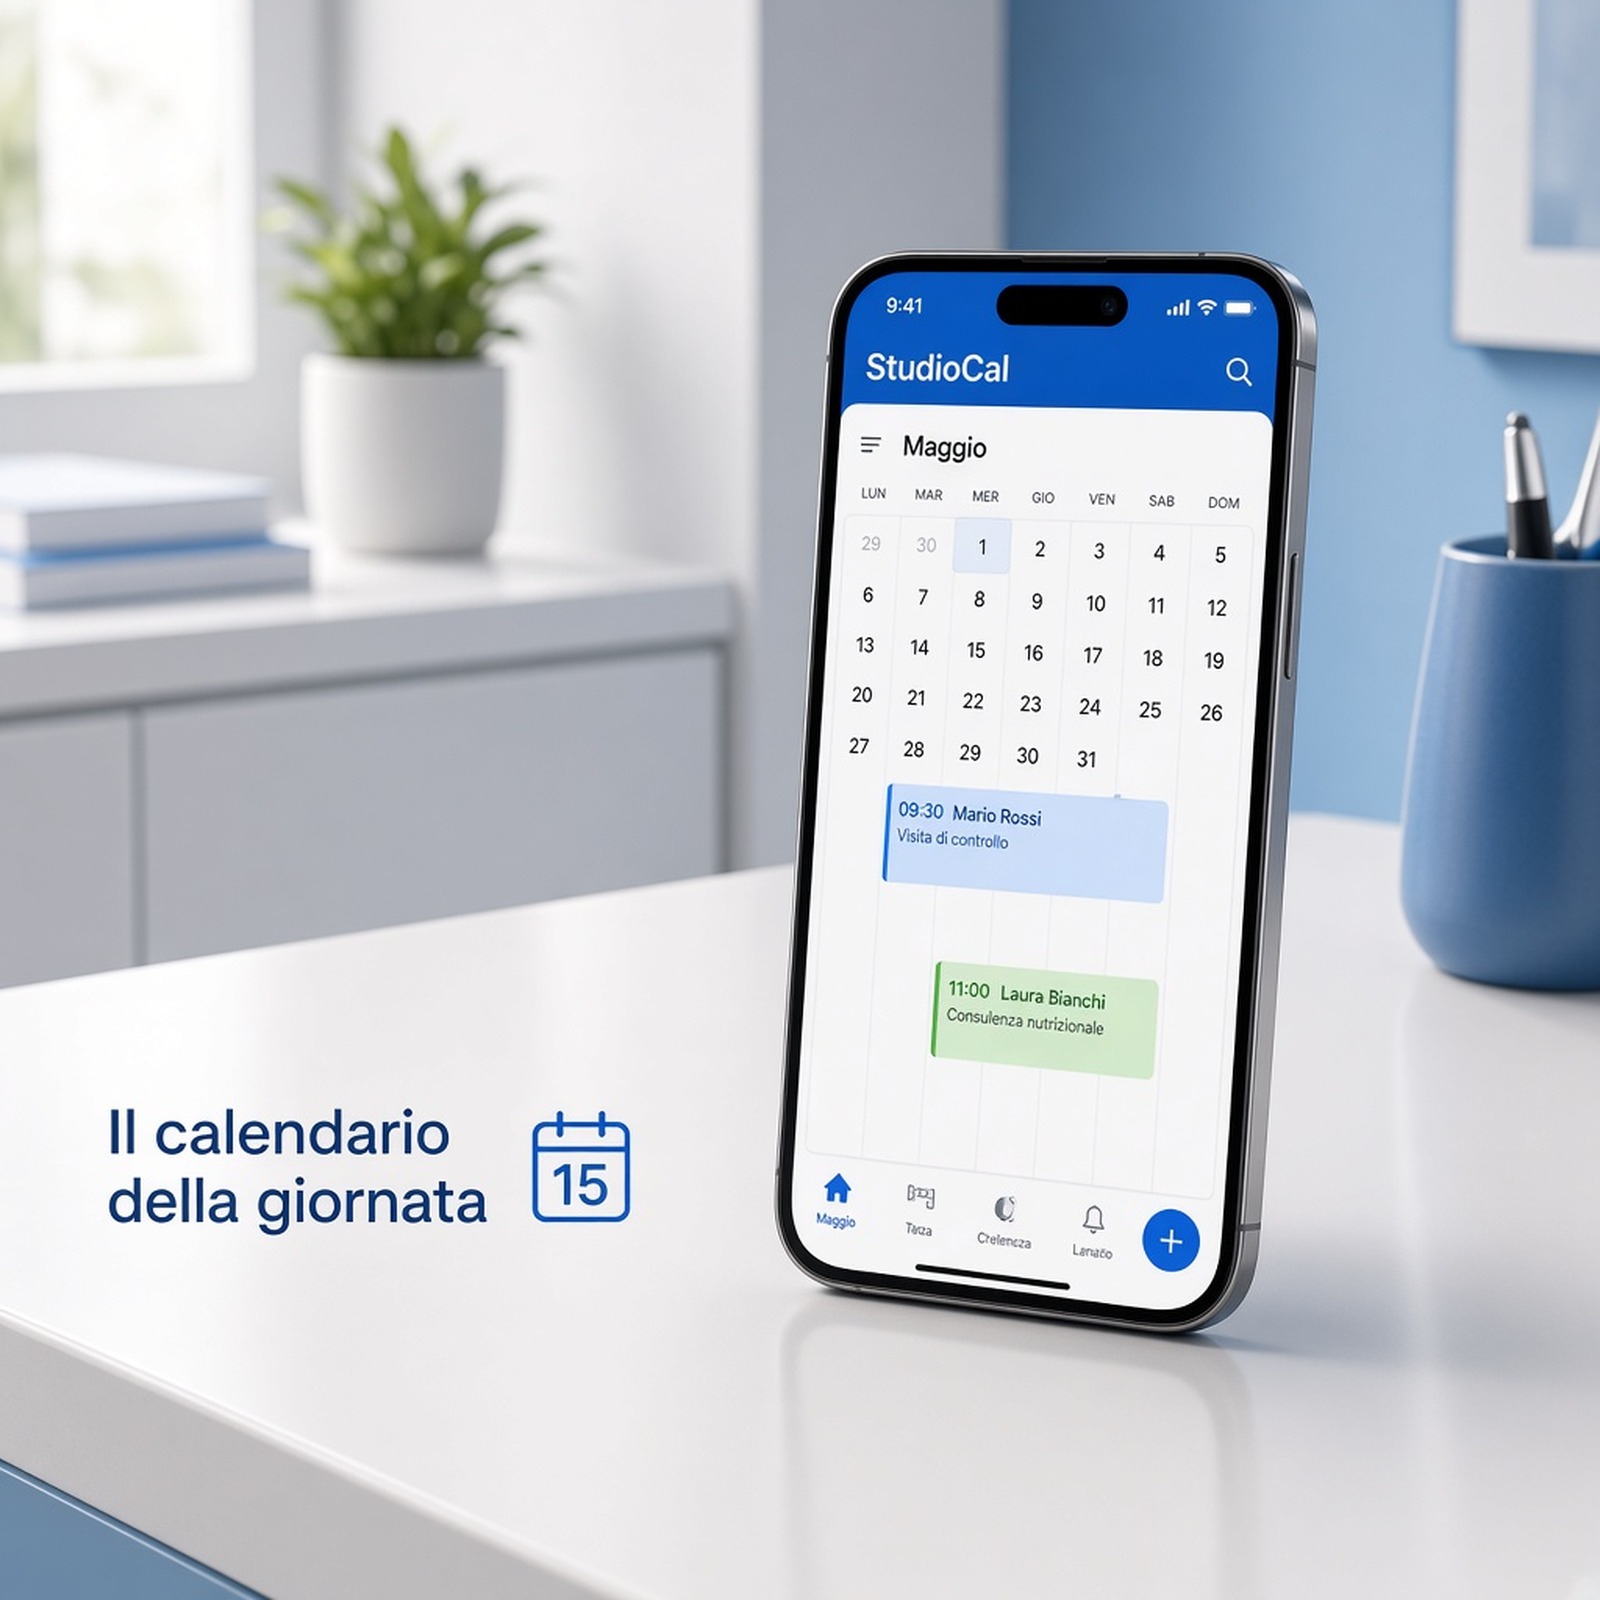 9:41
StudioCal
Maggio
LUN MAR MER GIO VEN SAB DOM
29 30 1 2 3 4 5
6 7 8 9 10 11 12
13 14 15 16 17 18 19
20 21 22 23 24 25 26
27 28 29 30 31
09:30 Mario Rossi
Visita di controllo
11:00 Laura Bianchi
Consulenza nutrizionale
Il calendario
della giornata
15
Maggio